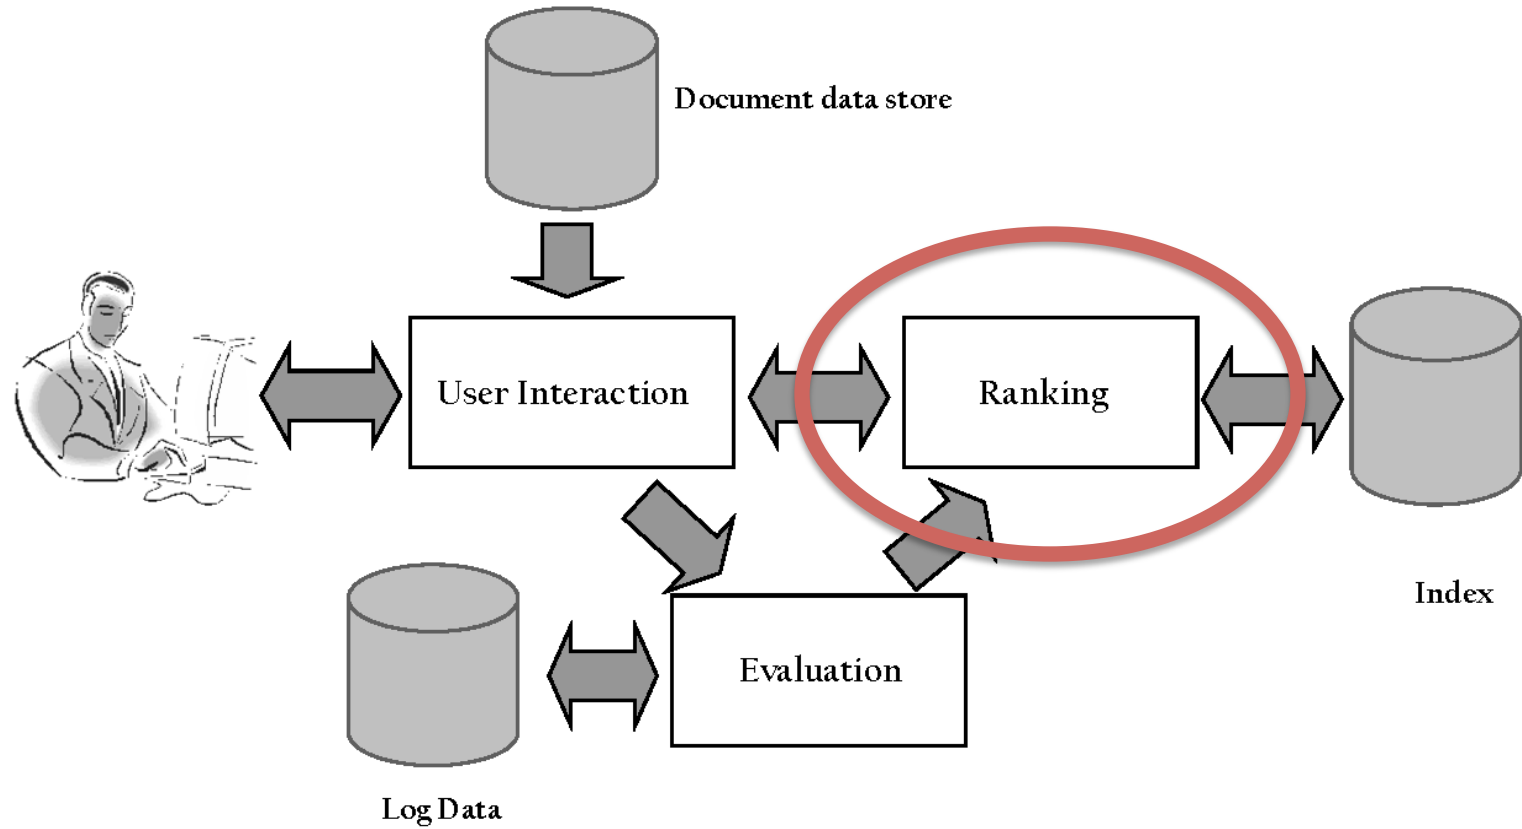 Document data store
User Interaction
Ranking
Index
Evaluation
Log Data